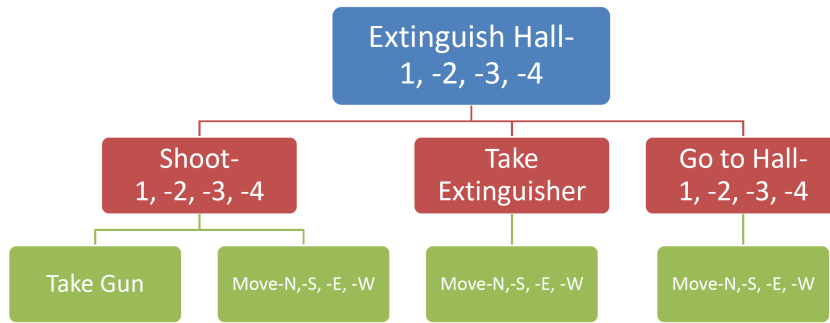 Extinguish Hall-
1, -2, -3, -4
Shoot-
1, -2, -3, -4
Take
Extinguisher
Go to Hall-
1, -2, -3, -4
Take Gun
Move-N,-S, -E, -W
Move-N,-S, -E, -W
Move-N,-S, -E, -W